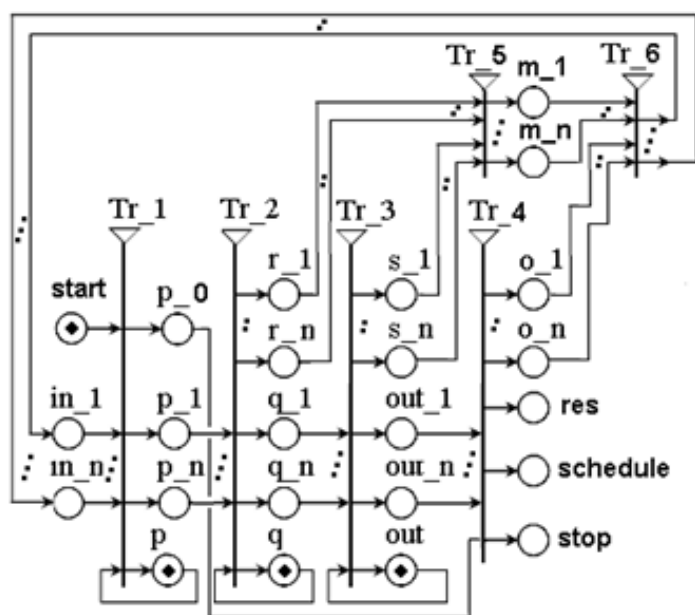 Tr_5 m_1 Tr_6
m_n
Tr_1 Tr_2 Tr_3 Tr_4
r_1 s_1 o_1
start p_0
r_n s_n o_n
in_1 p_1 q_1 out_1 res
in_n p_n q_n out_n schedule
p q out stop